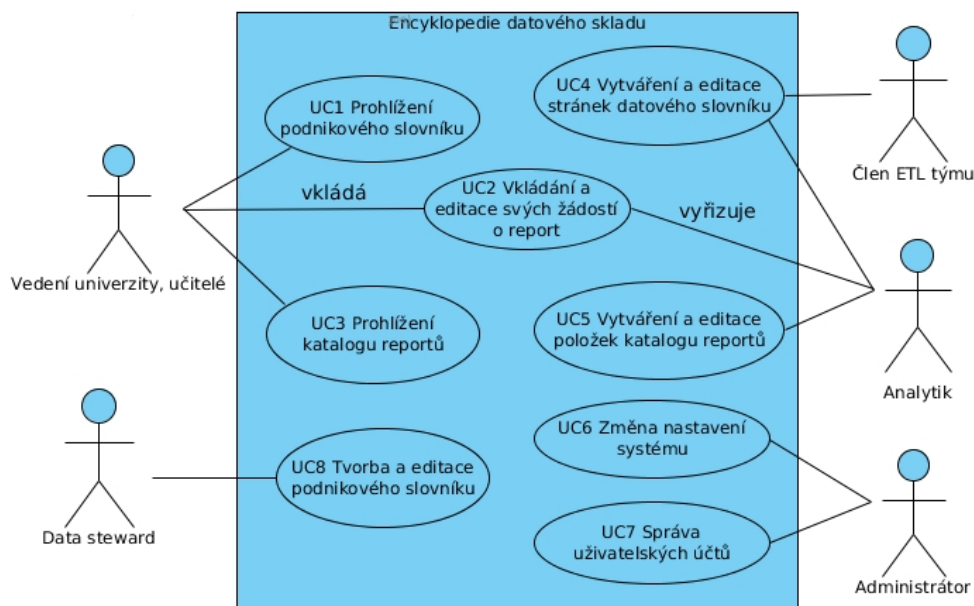 Encyklopedie datového skladu
UC1 Prohlížení
podnikového slovníku
UC4 Vytváření a editace
stránek datového slovníku
Člen ETL týmu
vkládá
UC2 Vkládání a
editace svých žádostí
o report
vyřizuje
Vedení univerzity, učitelé
UC3 Prohlížení
katalogu reportů
UC5 Vytváření a editace
položek katalogu reportů
Analytik
UC6 Změna nastavení
systému
UC8 Tvorba a editace
podnikového slovníku
Data steward
UC7 Správa
uživatelských účtů
Administrátor